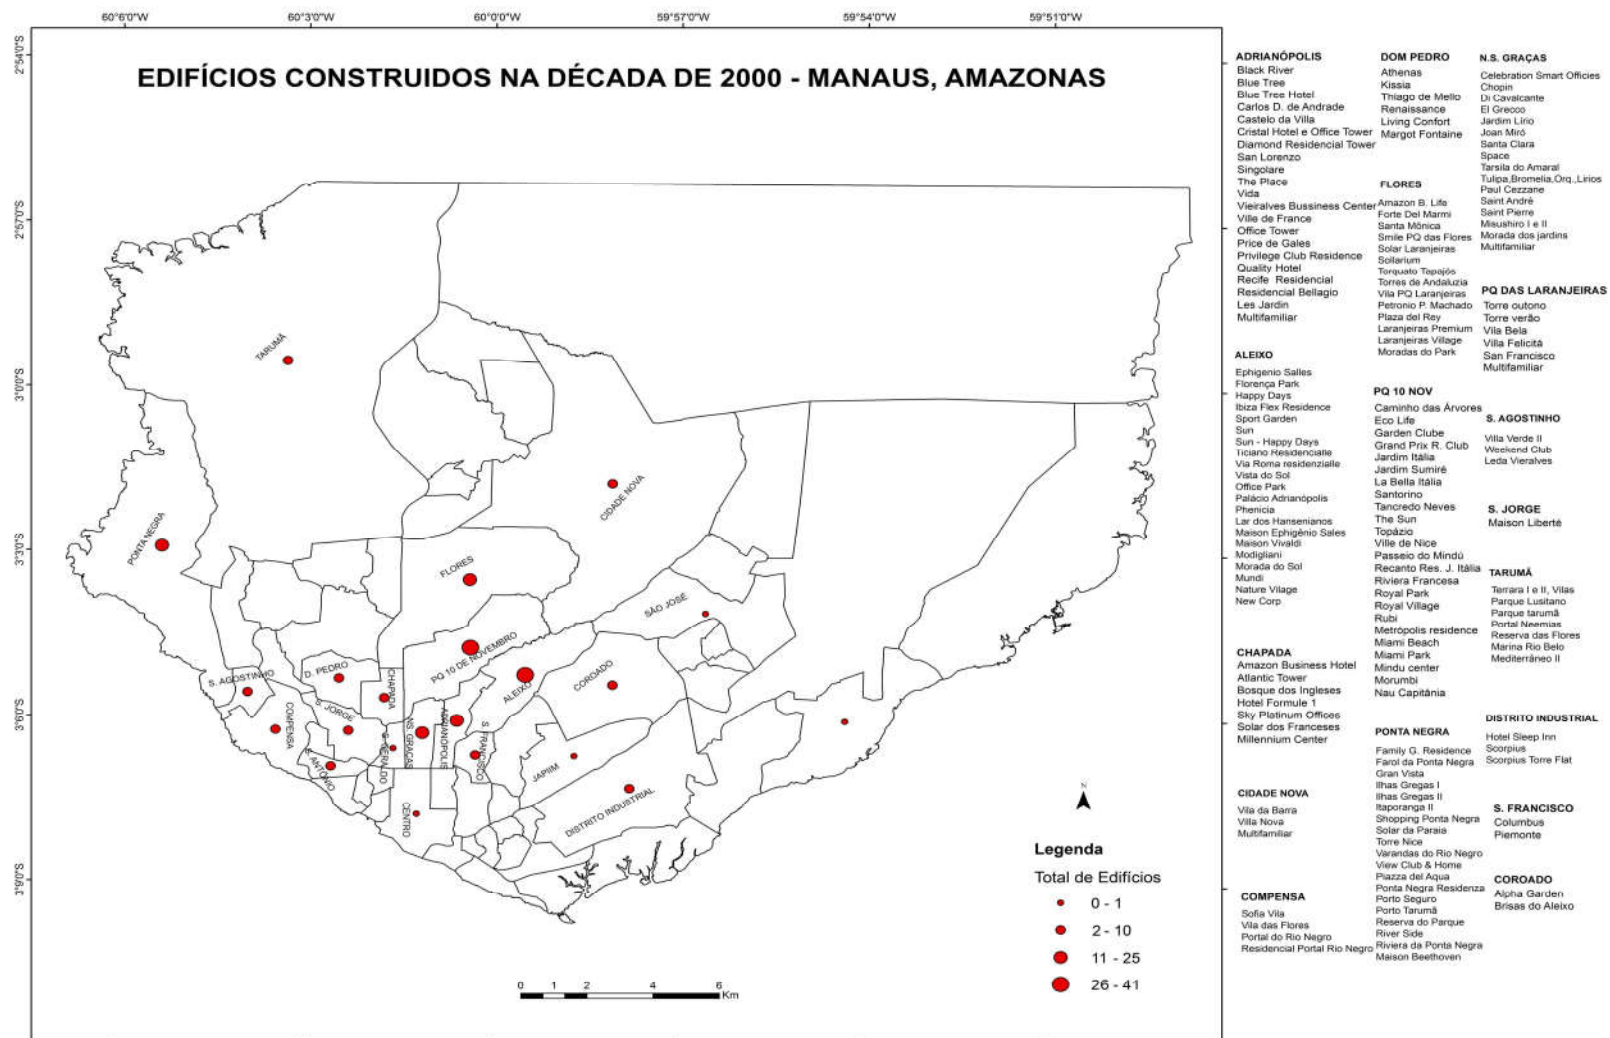 60°6'0"W
60°3'0"W
60°0'0"W
59°57'0"W
59°54'0"W
59°51'0"W
2°54'0"S
2°57'0"S
3°0'0"S
3°3'0"S
3°6'0"S
3°9'0"S
EDIFÍCIOS CONSTRUIDOS NA DÉCADA DE 2000 - MANAUS, AMAZONAS
TARUMÃ
PONTA NEGRA
CIDADE NOVA
FLORES
SÃO JOSÉ
PQ 10 DE NOVEMBRO
ALEIXO
COROADO
S. AGOSTINHO
D. PEDRO
CHAPADA
COMPENSA
S. JORGE
S. ANTONIO
S. GERALDO
NS. GRAÇAS
ADRIANÓPOLIS
S. FRANCISCO
JAPIIM
CENTRO
DISTRITO INDUSTRIAL
N
Legenda
Total de Edifícios
0 - 1
2 - 10
11 - 25
26 - 41
0 1 2 4 6
Km
ADRIANÓPOLIS
Black River
Blue Tree
Blue Tree Hotel
Carlos D. de Andrade
Castelo da Villa
Cristal Hotel e Office Tower
Diamond Residencial Tower
San Lorenzo
Singolare
The Place
Vida
Vieiralves Bussiness Center
Ville de France
Office Tower
Price de Gales
Privilege Club Residence
Quality Hotel
Recife Residencial
Residencial Bellagio
Les Jardin
Multifamiliar
ALEIXO
Ephigenio Salles
Florença Park
Happy Days
Ibiza Flex Residence
Sport Garden
Sun
Sun - Happy Days
Ticiano Residencialle
Via Roma residenzialle
Vista do Sol
Office Park
Palácio Adrianópolis
Phenicia
Lar dos Hansenianos
Maison Ephigênio Sales
Maison Vivaldi
Modigliani
Morada do Sol
Mundi
Nature Vilage
New Corp
CHAPADA
Amazon Business Hotel
Atlantic Tower
Bosque dos Ingleses
Hotel Formule 1
Sky Platinum Offices
Solar dos Franceses
Millennium Center
CIDADE NOVA
Vila da Barra
Villa Nova
Multifamiliar
COMPENSA
Sofia Vila
Vila das Flores
Portal do Rio Negro
Residencial Portal Rio Negro
DOM PEDRO
Athenas
Kissia
Thiago de Mello
Renaissance
Living Confort
Margot Fontaine
FLORES
Amazon B. Life
Forte Del Marmi
Santa Mônica
Smile PQ das Flores
Solar Laranjeiras
Sollarium
Torquato Tapajós
Torres de Andaluzia
Vila PQ Laranjeiras
Petronio P. Machado
Plaza del Rey
Laranjeiras Premium
Laranjeiras Village
Moradas do Park
PQ 10 NOV
Caminho das Árvores
Eco Life
Garden Clube
Grand Prix R. Club
Jardim Itália
Jardim Sumiré
La Bella Itália
Santorino
Tancredo Neves
The Sun
Topázio
Ville de Nice
Passeio do Mindú
Recanto Res. J. Itália
Riviera Francesa
Royal Park
Royal Village
Rubi
Metrópolis residence
Miami Beach
Miami Park
Mindu center
Morumbi
Nau Capitânia
PONTA NEGRA
Family G. Residence
Farol da Ponta Negra
Gran Vista
Ilhas Gregas I
Ilhas Gregas II
Itaporanga II
Shopping Ponta Negra
Solar da Paraia
Torre Nice
Varandas do Rio Negro
View Club & Home
Piazza del Aqua
Ponta Negra Residenza
Porto Seguro
Porto Tarumã
Reserva do Parque
River Side
Riviera da Ponta Negra
Maison Beethoven
N.S. GRAÇAS
Celebration Smart Officies
Chopin
Di Cavalcante
El Grecco
Jardim Lírio
Joan Miró
Santa Clara
Space
Tarsila do Amaral
Tulipa,Bromelia,Orq.,Lirios
Paul Cezzane
Saint André
Saint Pierre
Misushiro I e II
Morada dos jardins
Multifamiliar
PQ DAS LARANJEIRAS
Torre outono
Torre verão
Vila Bela
Villa Felicitá
San Francisco
Multifamiliar
S. AGOSTINHO
Villa Verde II
Weekend Club
Leda Vieralves
S. JORGE
Maison Liberté
TARUMÃ
Terrara I e II, Vilas
Parque Lusitano
Parque tarumã
Portal Neemias
Reserva das Flores
Marina Rio Belo
Mediterrâneo II
DISTRITO INDUSTRIAL
Hotel Sleep Inn
Scorpius
Scorpius Torre Flat
S. FRANCISCO
Columbus
Piemonte
COROADO
Alpha Garden
Brisas do Aleixo